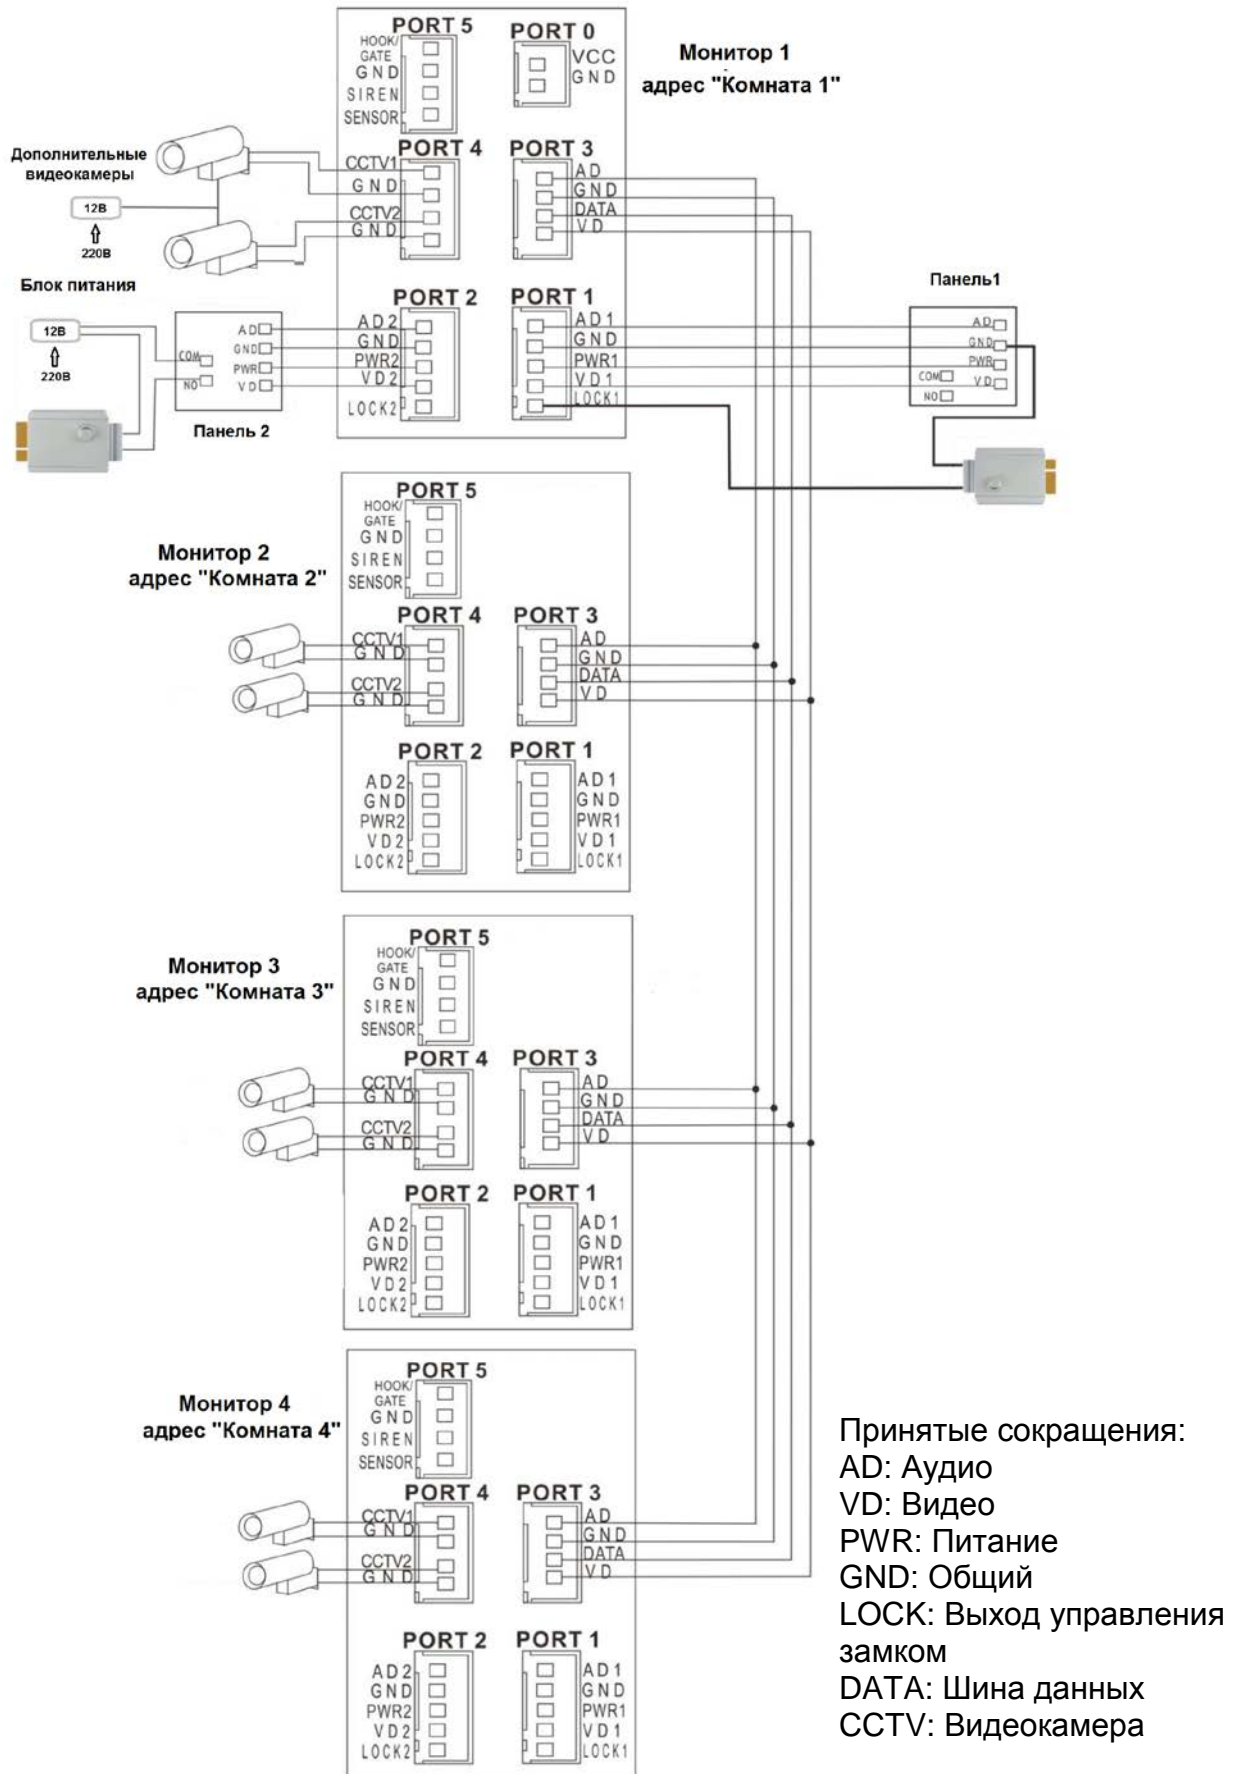 PORT 5
HOOK/
GATE
GND
SIREN
SENSOR
PORT 0
VCC
GND
Монитор 1
адрес "Комната 1"
Дополнительные
видеокамеры
12В
220В
PORT 4
CCTV1
GND
CCTV2
GND
PORT 3
AD
GND
DATA
VD
Блок питания
12В
220В
COM
NO
AD
GND
PWR
VD
Панель 2
PORT 2
AD2
GND
PWR2
VD2
LOCK2
PORT 1
AD1
GND
PWR1
VD1
LOCK1
Панель1
AD
GND
PWR
VD
COM
NO
Монитор 2
адрес "Комната 2"
PORT 5
HOOK/
GATE
GND
SIREN
SENSOR
PORT 4
CCTV1
GND
CCTV2
GND
PORT 3
AD
GND
DATA
VD
PORT 2
AD2
GND
PWR2
VD2
LOCK2
PORT 1
AD1
GND
PWR1
VD1
LOCK1
Монитор 3
адрес "Комната 3"
PORT 5
HOOK/
GATE
GND
SIREN
SENSOR
PORT 4
CCTV1
GND
CCTV2
GND
PORT 3
AD
GND
DATA
VD
PORT 2
AD2
GND
PWR2
VD2
LOCK2
PORT 1
AD1
GND
PWR1
VD1
LOCK1
Монитор 4
адрес "Комната 4"
PORT 5
HOOK/
GATE
GND
SIREN
SENSOR
PORT 4
CCTV1
GND
CCTV2
GND
PORT 3
AD
GND
DATA
VD
PORT 2
AD2
GND
PWR2
VD2
LOCK2
PORT 1
AD1
GND
PWR1
VD1
LOCK1
Принятые сокращения:
AD: Аудио
VD: Видео
PWR: Питание
GND: Общий
LOCK: Выход управления
замком
DATA: Шина данных
CCTV: Видеокамера